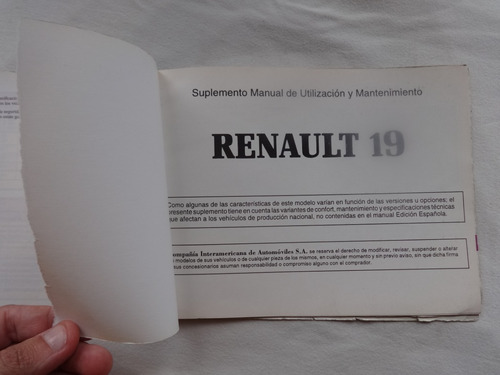 Suplemento Manual de Utilización y Mantenimiento
RENAULT 19
Como algunas de las características de este modelo varían en función de las versiones u opciones; el
presente suplemento tiene en cuenta las variantes de confort, mantenimiento y especificaciones técnicas
que afectan a los vehículos de producción nacional, no contenidas en el manual Edición Española.
Compañía Interamericana de Automóviles S.A. se reserva el derecho de modificar, revisar, suspender o alterar
modelos de sus vehículos o de cualquier pieza de los mismos, en cualquier momento y sin previo aviso, sin que dicha firma
sus concesionarios asuman responsabilidad o compromiso alguno con el comprador.